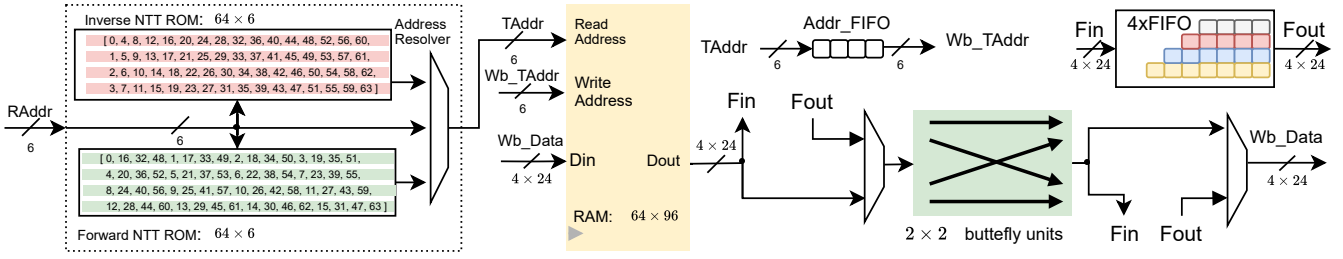 Inverse NTT ROM: 64 × 6
[ 0, 4, 8, 12, 16, 20, 24, 28, 32, 36, 40, 44, 48, 52, 56, 60,
1, 5, 9, 13, 17, 21, 25, 29, 33, 37, 41, 45, 49, 53, 57, 61,
2, 6, 10, 14, 18, 22, 26, 30, 34, 38, 42, 46, 50, 54, 58, 62,
3, 7, 11, 15, 19, 23, 27, 31, 35, 39, 43, 47, 51, 55, 59, 63 ]
Address
Resolver
RAddr
6
6
[ 0, 16, 32, 48, 1, 17, 33, 49, 2, 18, 34, 50, 3, 19, 35, 51,
4, 20, 36, 52, 5, 21, 37, 53, 6, 22, 38, 54, 7, 23, 39, 55,
8, 24, 40, 56, 9, 25, 41, 57, 10, 26, 42, 58, 11, 27, 43, 59,
12, 28, 44, 60, 13, 29, 45, 61, 14, 30, 46, 62, 15, 31, 47, 63 ]
Forward NTT ROM: 64 × 6
TAddr
6
Wb_TAddr
6
Wb_Data
4 × 24
Read
Address
Write
Address
Din
Dout
RAM: 64 × 96
4 × 24
TAddr
6
Addr_FIFO
6
Wb_TAddr
Fin
4 × 24
4xFIFO
Fout
4 × 24
Fin
Fout
2 × 2 buttefly units
Fin
Fout
Wb_Data
4 × 24